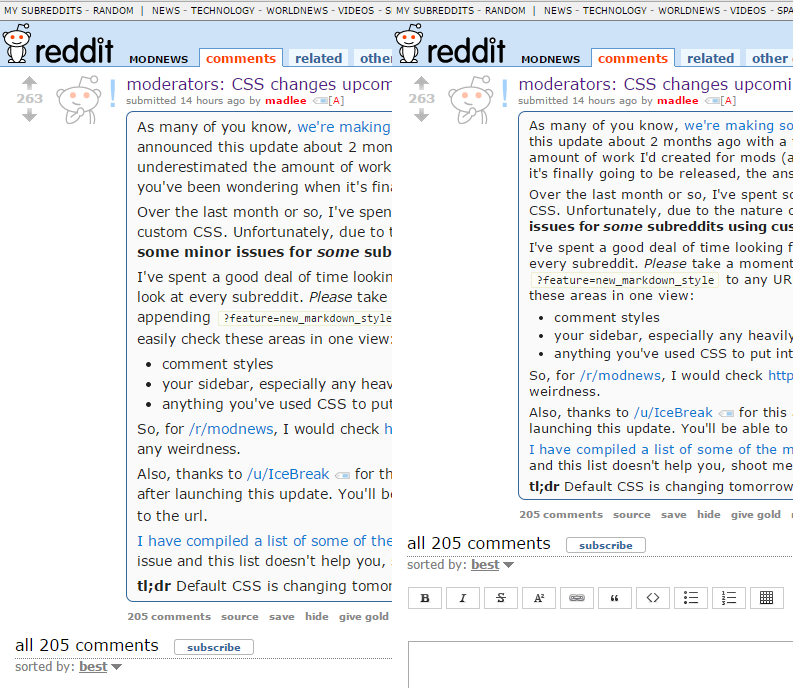 MY SUBREDDITS - RANDOM | NEWS - TECHNOLOGY - WORLDNEWS - VIDEOS - S
reddit MODNEWS comments related other
263
moderators: CSS changes upcom
submitted 14 hours ago by madlee [A]
As many of you know, we're making
announced this update about 2 mon
underestimated the amount of work
you've been wondering when it's fina
Over the last month or so, I've spen
custom CSS. Unfortunately, due to t
some minor issues for some sub
I've spent a good deal of time lookin
look at every subreddit. Please take
appending ?feature=new_markdown_style
easily check these areas in one view:
• comment styles
• your sidebar, especially any heav
• anything you've used CSS to put
So, for /r/modnews, I would check h
any weirdness.
Also, thanks to /u/IceBreak for th
after launching this update. You'll b
to the url.
I have compiled a list of some of the
issue and this list doesn't help you,
tl;dr Default CSS is changing tomor
205 comments source save hide give gold
all 205 comments subscribe
sorted by: best
MY SUBREDDITS - RANDOM | NEWS - TECHNOLOGY - WORLDNEWS - VIDEOS - SPA
reddit MODNEWS comments related other
263
moderators: CSS changes upcomi
submitted 14 hours ago by madlee [A]
As many of you know, we're making so
this update about 2 months ago with a
amount of work I'd created for mods (a
it's finally going to be released, the ans
Over the last month or so, I've spent so
CSS. Unfortunately, due to the nature o
issues for some subreddits using cus
I've spent a good deal of time looking f
every subreddit. Please take a moment
?feature=new_markdown_style to any UR
these areas in one view:
• comment styles
• your sidebar, especially any heavily
• anything you've used CSS to put int
So, for /r/modnews, I would check http
weirdness.
Also, thanks to /u/IceBreak for this
launching this update. You'll be able to
I have compiled a list of some of the m
and this list doesn't help you, shoot me
tl;dr Default CSS is changing tomorrow
205 comments source save hide give gold
all 205 comments subscribe
sorted by: best
B I S A² “ <>